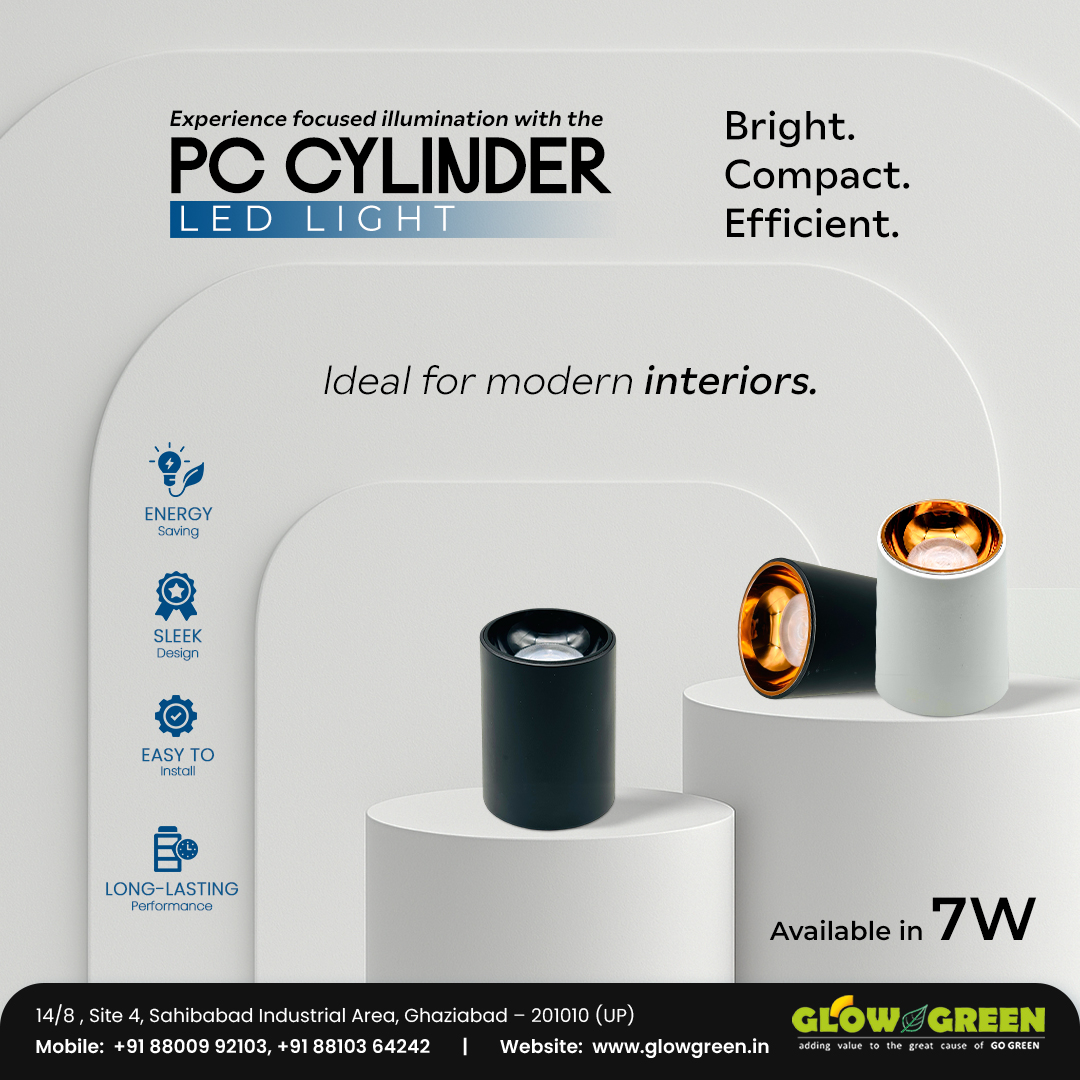 Experience focused illumination with the
PC CYLINDER
LED LIGHT
Bright.
Compact.
Efficient.
Ideal for modern interiors.
ENERGY
Saving
SLEEK
Design
EASY TO
Install
LONG-LASTING
Performance
Available in 7W
14/8 , Site 4, Sahibabad Industrial Area, Ghaziabad – 201010 (UP)
Mobile: +91 88009 92103, +91 88103 64242 | Website: www.glowgreen.in
GLOW GREEN
adding value to the great cause of GO GREEN